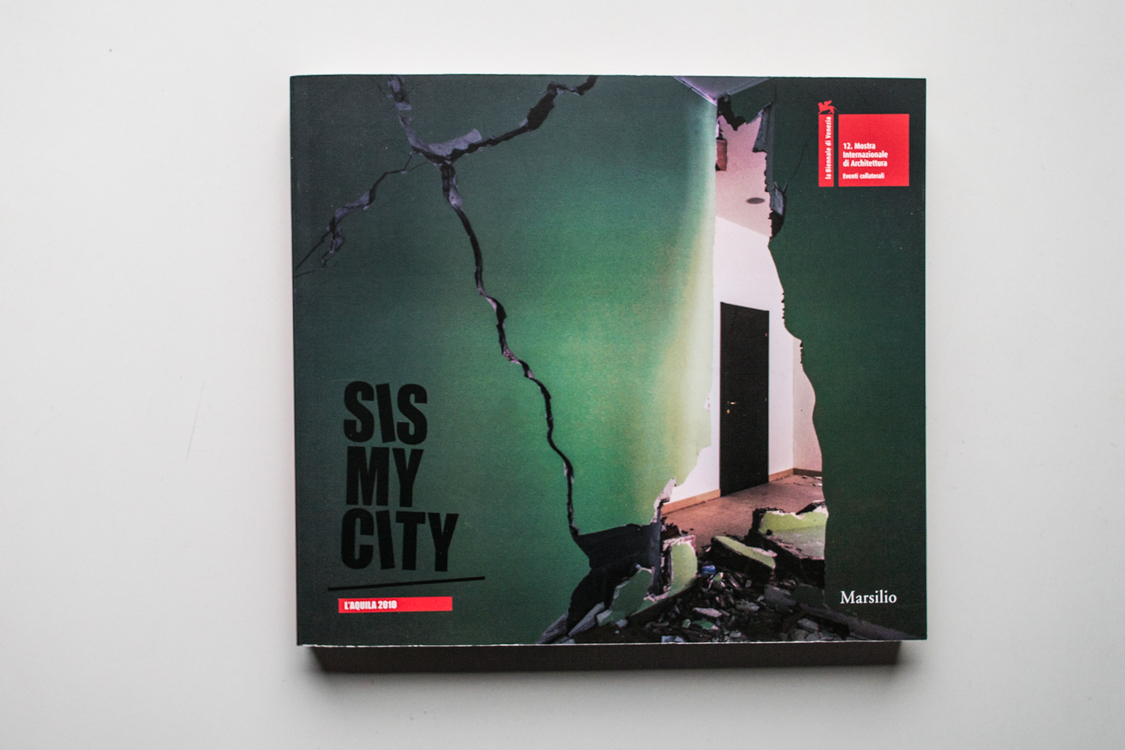 la Biennale di Venezia
12. Mostra
Internazionale
di Architettura
Eventi collaterali
SIS
MY
CITY
L'AQUILA 2010
Marsilio